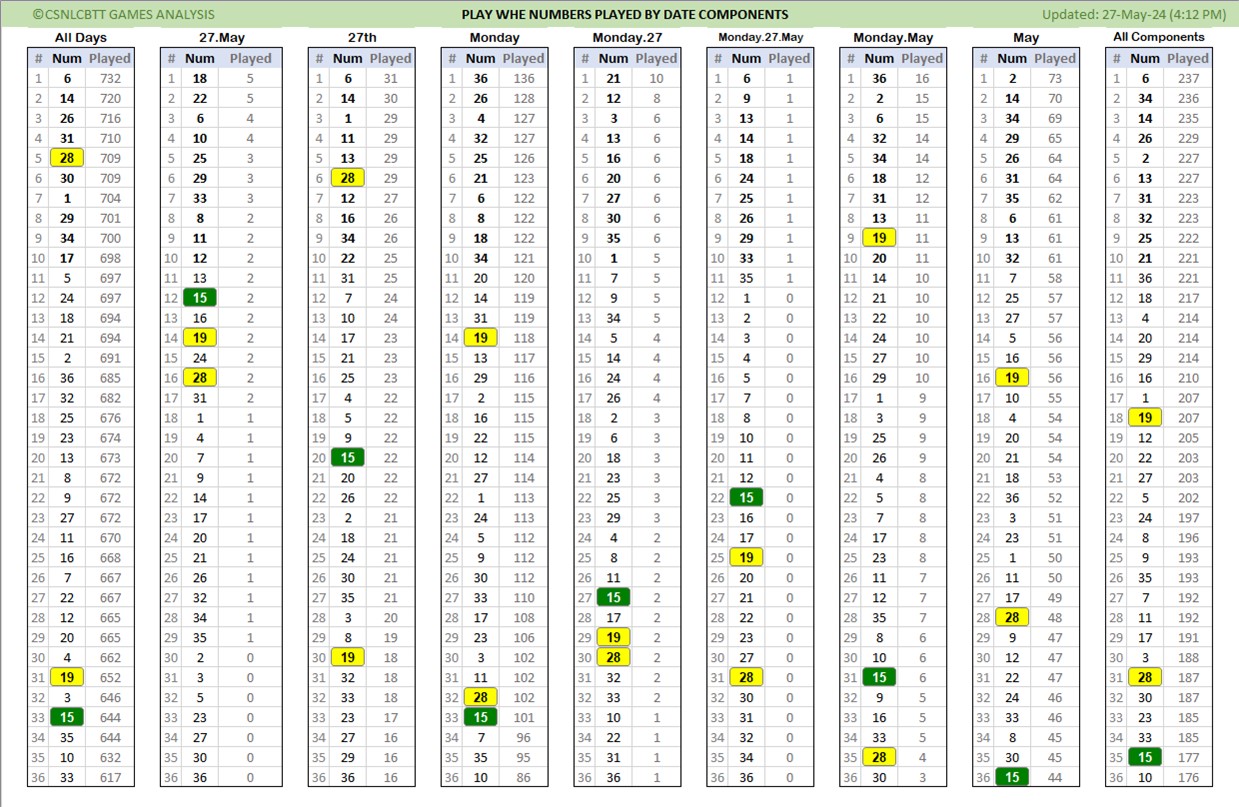 ©CSNLCBTT GAMES ANALYSIS PLAY WHE NUMBERS PLAYED BY DATE COMPONENTS Updated: 27-May-24 (4:12 PM)
All Days 27.May 27th Monday Monday.27 Monday.27.May Monday.May May All Components
# Num Played # Num Played # Num Played # Num Played # Num Played # Num Played # Num Played # Num Played # Num Played
1 6 732 1 18 5 1 6 31 1 36 136 1 21 10 1 6 1 1 36 16 1 2 73 1 6 237
2 14 720 2 22 5 2 14 30 2 26 128 2 12 8 2 9 1 2 2 15 2 14 70 2 34 236
3 26 716 3 6 4 3 1 29 3 4 127 3 3 6 3 13 1 3 6 15 3 34 69 3 14 235
4 31 710 4 10 4 4 11 29 4 32 127 4 13 6 4 14 1 4 32 14 4 29 65 4 26 229
5 28 709 5 25 3 5 13 29 5 25 126 5 16 6 5 18 1 5 34 14 5 26 64 5 2 227
6 30 709 6 29 3 6 28 29 6 21 123 6 20 6 6 24 1 6 18 12 6 31 64 6 13 227
7 1 704 7 33 3 7 12 27 7 6 122 7 27 6 7 25 1 7 31 12 7 35 62 7 31 223
8 29 701 8 8 2 8 16 26 8 8 122 8 30 6 8 26 1 8 13 11 8 6 61 8 32 223
9 34 700 9 11 2 9 34 26 9 18 122 9 35 6 9 29 1 9 19 11 9 13 61 9 25 222
10 17 698 10 12 2 10 22 25 10 34 121 10 1 5 10 33 1 10 20 11 10 32 61 10 21 221
11 5 697 11 13 2 11 31 25 11 20 120 11 7 5 11 35 1 11 14 10 11 7 58 11 36 221
12 24 697 12 15 2 12 7 24 12 14 119 12 9 5 12 1 0 12 21 10 12 25 57 12 18 217
13 18 694 13 16 2 13 10 24 13 31 119 13 34 5 13 2 0 13 22 10 13 27 57 13 4 214
14 21 694 14 19 2 14 17 23 14 19 118 14 5 4 14 3 0 14 24 10 14 5 56 14 20 214
15 2 691 15 24 2 15 21 23 15 13 117 15 14 4 15 4 0 15 27 10 15 16 56 15 29 214
16 36 685 16 28 2 16 25 23 16 29 116 16 24 4 16 5 0 16 29 10 16 19 56 16 16 210
17 32 682 17 31 2 17 4 22 17 2 115 17 26 4 17 7 0 17 1 9 17 10 55 17 1 207
18 25 676 18 1 1 18 5 22 18 16 115 18 2 3 18 8 0 18 3 9 18 4 54 18 19 207
19 23 674 19 4 1 19 9 22 19 22 115 19 6 3 19 10 0 19 25 9 19 20 54 19 12 205
20 13 673 20 7 1 20 15 22 20 12 114 20 18 3 20 11 0 20 26 9 20 21 54 20 22 203
21 8 672 21 9 1 21 20 22 21 27 114 21 23 3 21 12 0 21 4 8 21 18 53 21 27 203
22 9 672 22 14 1 22 26 22 22 1 113 22 25 3 22 15 0 22 5 8 22 36 52 22 5 202
23 27 672 23 17 1 23 2 21 23 24 113 23 29 3 23 16 0 23 7 8 23 3 51 23 24 197
24 11 670 24 20 1 24 18 21 24 5 112 24 4 2 24 17 0 24 17 8 24 23 51 24 8 196
25 16 668 25 21 1 25 24 21 25 9 112 25 8 2 25 19 0 25 23 8 25 1 50 25 9 193
26 7 667 26 26 1 26 30 21 26 30 112 26 11 2 26 20 0 26 11 7 26 11 50 26 35 193
27 22 667 27 32 1 27 35 21 27 33 110 27 15 2 27 21 0 27 12 7 27 17 49 27 7 192
28 12 665 28 34 1 28 3 20 28 17 108 28 17 2 28 22 0 28 35 7 28 28 48 28 11 192
29 20 665 29 35 1 29 8 19 29 23 106 29 19 2 29 23 0 29 8 6 29 9 47 29 17 191
30 4 662 30 2 0 30 19 18 30 3 102 30 28 2 30 27 0 30 10 6 30 12 47 30 3 188
31 19 652 31 3 0 31 32 18 31 11 102 31 32 2 31 28 0 31 15 6 31 22 47 31 28 187
32 3 646 32 5 0 32 33 18 32 28 102 32 33 2 32 30 0 32 9 5 32 24 46 32 30 187
33 15 644 33 23 0 33 23 17 33 15 101 33 10 1 33 31 0 33 16 5 33 33 46 33 23 185
34 35 644 34 27 0 34 27 16 34 7 96 34 22 1 34 32 0 34 33 5 34 8 45 34 33 185
35 10 632 35 30 0 35 29 16 35 35 95 35 31 1 35 34 0 35 28 4 35 30 45 35 15 177
36 33 617 36 36 0 36 36 16 36 10 86 36 36 1 36 36 0 36 30 3 36 15 44 36 10 176